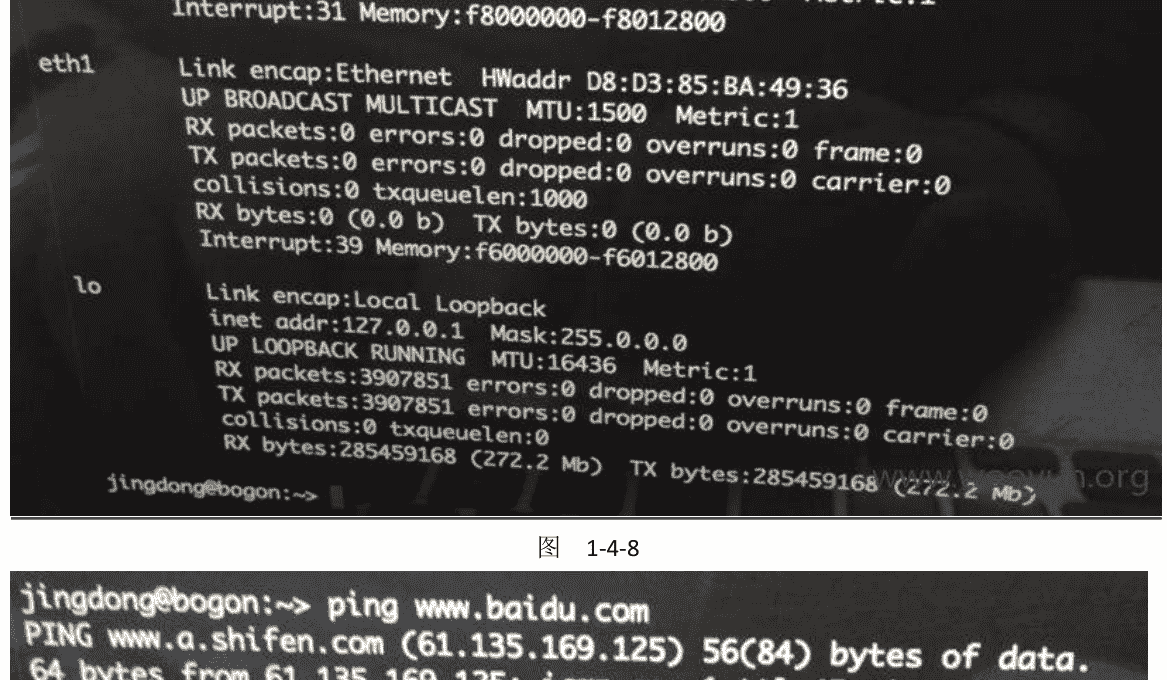 Metric:1
Interrupt:31 Memory:f8000000-f8012800
eth1 Link encap:Ethernet HWaddr D8:D3:85:BA:49:36
UP BROADCAST MULTICAST MTU:1500 Metric:1
RX packets:0 errors:0 dropped:0 overruns:0 frame:0
TX packets:0 errors:0 dropped:0 overruns:0 carrier:0
collisions:0 txqueuelen:1000
RX bytes:0 (0.0 b) TX bytes:0 (0.0 b)
Interrupt:39 Memory:f6000000-f6012800
lo Link encap:Local Loopback
inet addr:127.0.0.1 Mask:255.0.0.0
UP LOOPBACK RUNNING MTU:16436 Metric:1
RX packets:3907851 errors:0 dropped:0 overruns:0 frame:0
TX packets:3907851 errors:0 dropped:0 overruns:0 carrier:0
collisions:0 txqueuelen:0
RX bytes:285459168 (272.2 Mb) TX bytes:285459168 (272.2 Mb)
jingdong@bogon:~>
图 1-4-8
jingdong@bogon:~> ping www.baidu.com
PING www.a.shifen.com (61.135.169.125) 56(84) bytes of data.
64 bytes from 61.135.169.125: